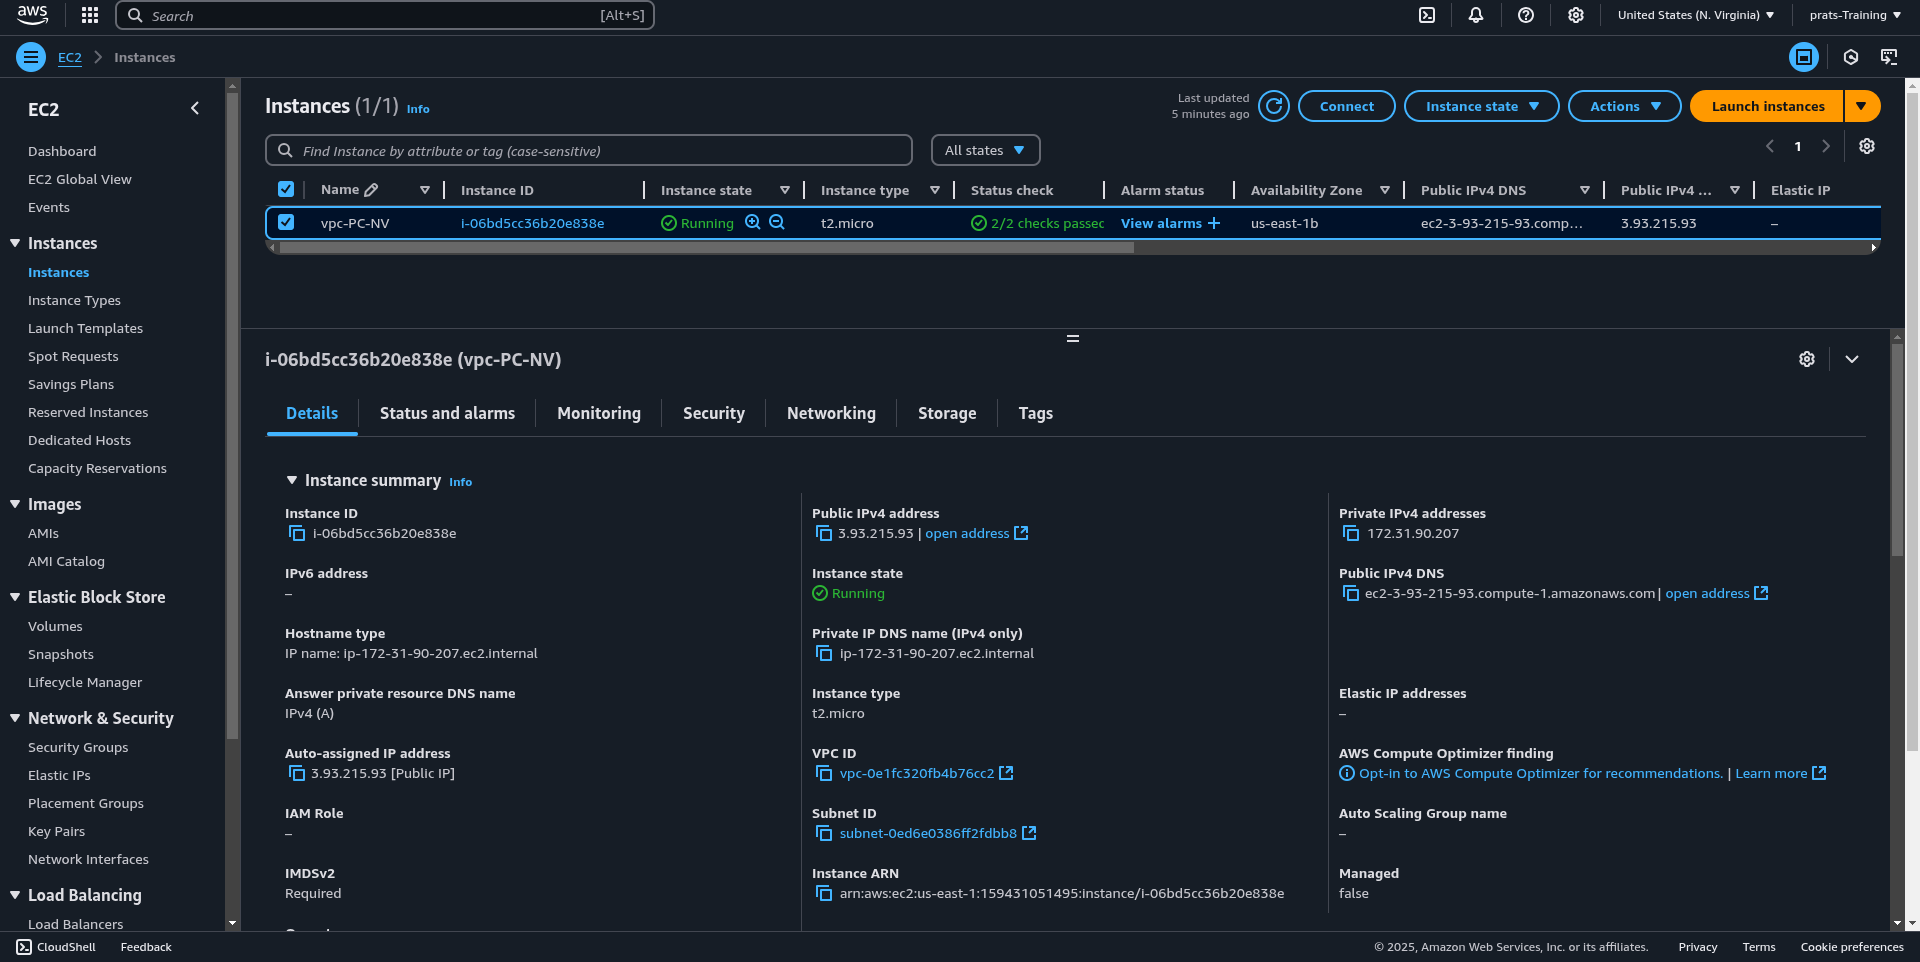 aws
Search [Alt+S]
United States (N. Virginia)
prats-Training
EC2 Instances
EC2
Dashboard
EC2 Global View
Events
Instances
Instances
Instance Types
Launch Templates
Spot Requests
Savings Plans
Reserved Instances
Dedicated Hosts
Capacity Reservations
Images
AMIs
AMI Catalog
Elastic Block Store
Volumes
Snapshots
Lifecycle Manager
Network & Security
Security Groups
Elastic IPs
Placement Groups
Key Pairs
Network Interfaces
Load Balancing
Load Balancers
Instances (1/1) Info
Last updated
5 minutes ago
Connect
Instance state
Actions
Launch instances
Find Instance by attribute or tag (case-sensitive)
All states
1
Name Instance ID Instance state Instance type Status check Alarm status Availability Zone Public IPv4 DNS Public IPv4 ... Elastic IP
vpc-PC-NV i-06bd5cc36b20e838e Running t2.micro 2/2 checks passec View alarms + us-east-1b ec2-3-93-215-93.comp... 3.93.215.93 –
i-06bd5cc36b20e838e (vpc-PC-NV)
Details Status and alarms Monitoring Security Networking Storage Tags
Instance summary Info
Instance ID
i-06bd5cc36b20e838e
Public IPv4 address
3.93.215.93 | open address
Private IPv4 addresses
172.31.90.207
IPv6 address
–
Instance state
Running
Public IPv4 DNS
ec2-3-93-215-93.compute-1.amazonaws.com | open address
Hostname type
IP name: ip-172-31-90-207.ec2.internal
Private IP DNS name (IPv4 only)
ip-172-31-90-207.ec2.internal
Answer private resource DNS name
IPv4 (A)
Instance type
t2.micro
Elastic IP addresses
–
Auto-assigned IP address
3.93.215.93 [Public IP]
VPC ID
vpc-0e1fc320fb4b76cc2
AWS Compute Optimizer finding
Opt-in to AWS Compute Optimizer for recommendations. | Learn more
IAM Role
–
Subnet ID
subnet-0ed6e0386ff2fdbb8
Auto Scaling Group name
–
IMDSv2
Required
Instance ARN
arn:aws:ec2:us-east-1:159431051495:instance/i-06bd5cc36b20e838e
Managed
false
CloudShell Feedback
© 2025, Amazon Web Services, Inc. or its affiliates. Privacy Terms Cookie preferences